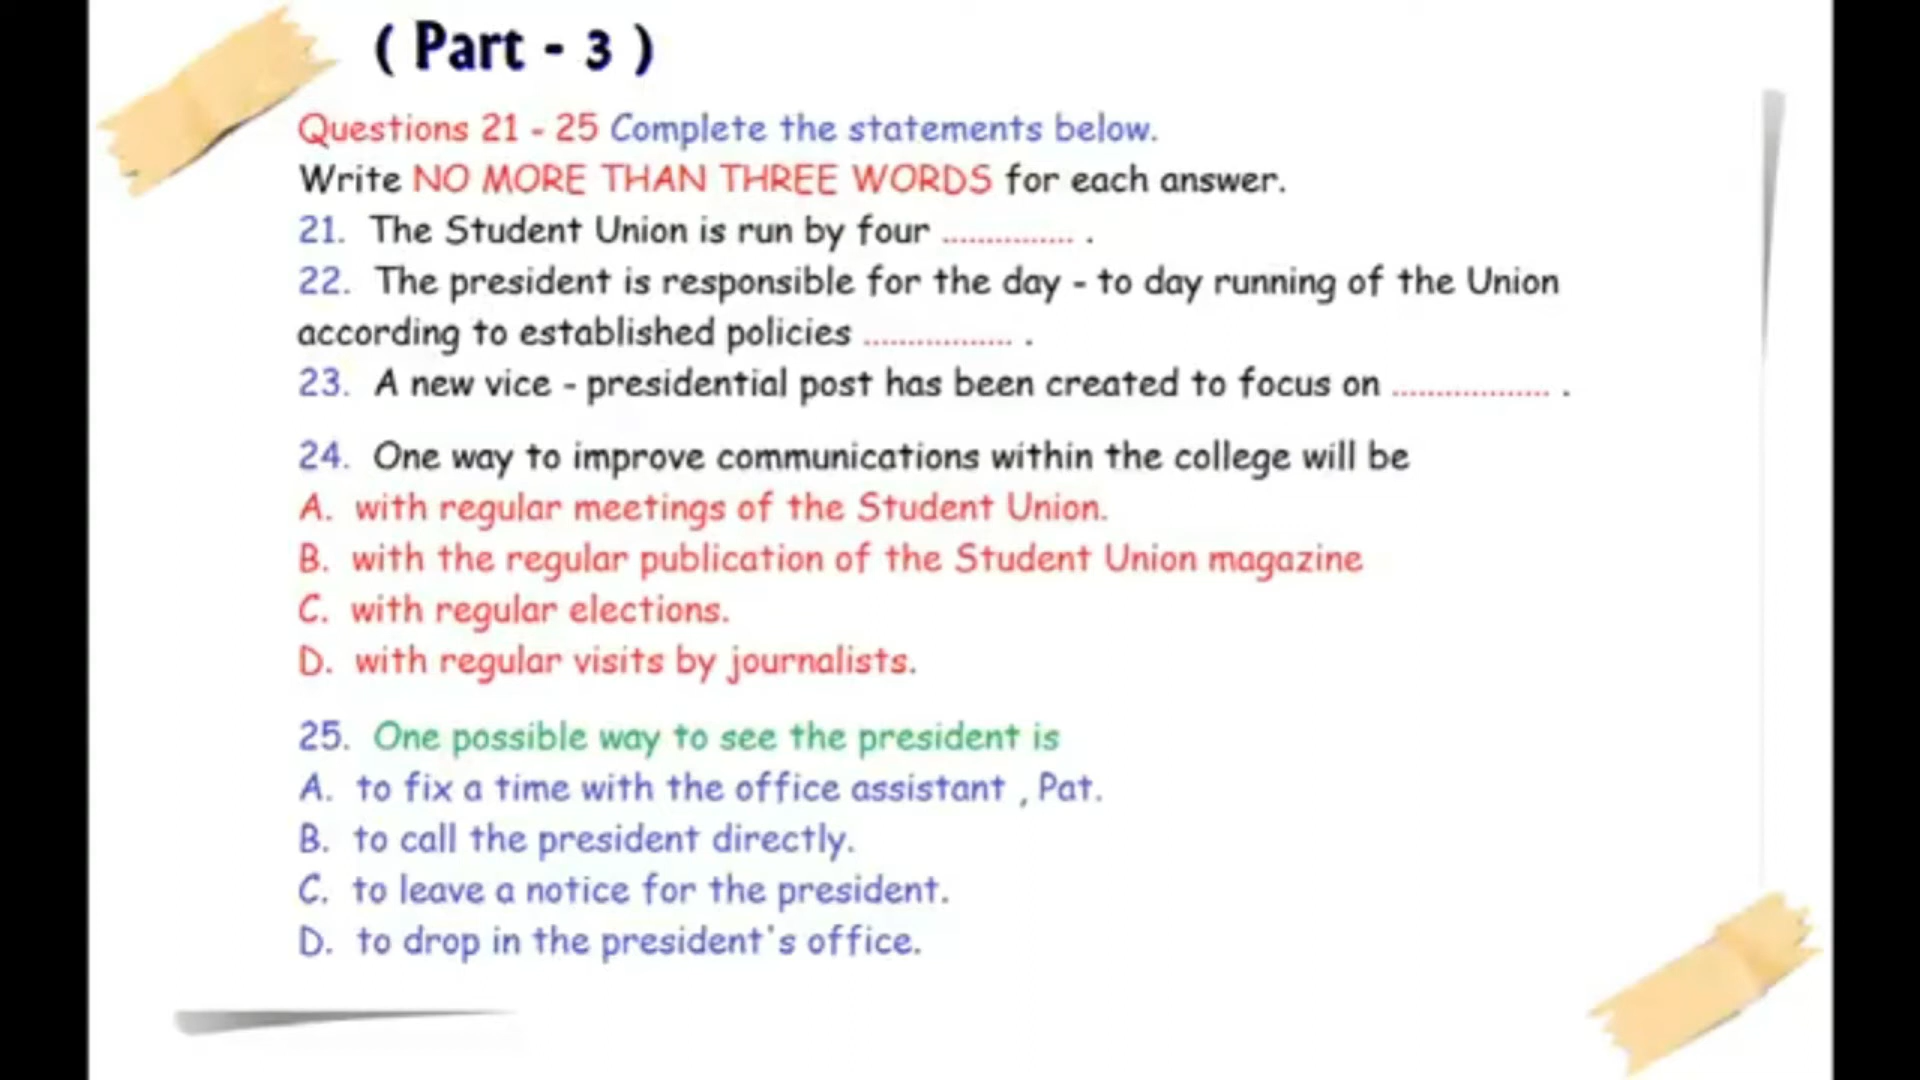 ( Part - 3 )
Questions 21 - 25 Complete the statements below.
Write NO MORE THAN THREE WORDS for each answer.
21. The Student Union is run by four ............... .
22. The president is responsible for the day - to day running of the Union
according to established policies ................. .
23. A new vice - presidential post has been created to focus on .................. .
24. One way to improve communications within the college will be
A. with regular meetings of the Student Union.
B. with the regular publication of the Student Union magazine
C. with regular elections.
D. with regular visits by journalists.
25. One possible way to see the president is
A. to fix a time with the office assistant , Pat.
B. to call the president directly.
C. to leave a notice for the president.
D. to drop in the president's office.